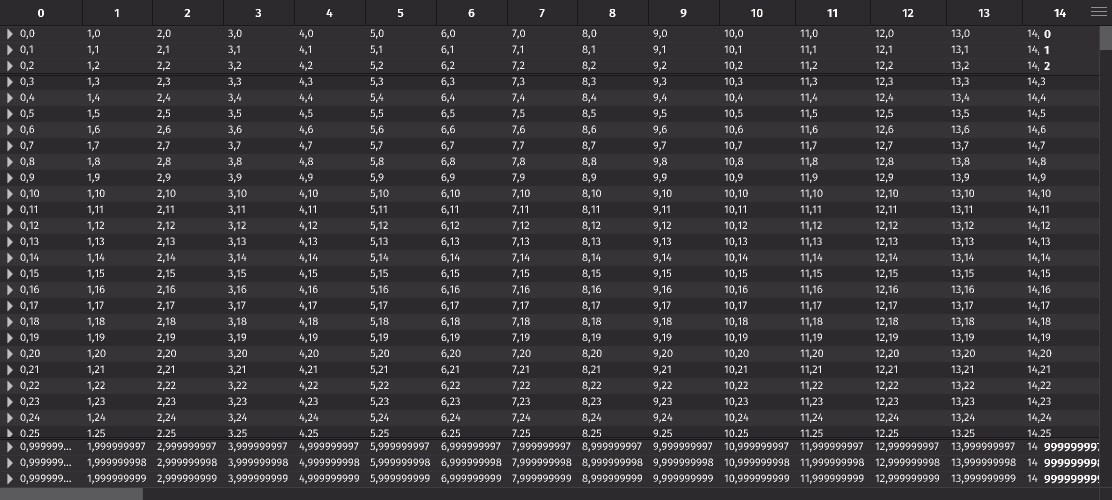 0 1 2 3 4 5 6 7 8 9 10 11 12 13 14
0,0 1,0 2,0 3,0 4,0 5,0 6,0 7,0 8,0 9,0 10,0 11,0 12,0 13,0 14, 0
0,1 1,1 2,1 3,1 4,1 5,1 6,1 7,1 8,1 9,1 10,1 11,1 12,1 13,1 14, 1
0,2 1,2 2,2 3,2 4,2 5,2 6,2 7,2 8,2 9,2 10,2 11,2 12,2 13,2 14, 2
0,3 1,3 2,3 3,3 4,3 5,3 6,3 7,3 8,3 9,3 10,3 11,3 12,3 13,3 14,3
0,4 1,4 2,4 3,4 4,4 5,4 6,4 7,4 8,4 9,4 10,4 11,4 12,4 13,4 14,4
0,5 1,5 2,5 3,5 4,5 5,5 6,5 7,5 8,5 9,5 10,5 11,5 12,5 13,5 14,5
0,6 1,6 2,6 3,6 4,6 5,6 6,6 7,6 8,6 9,6 10,6 11,6 12,6 13,6 14,6
0,7 1,7 2,7 3,7 4,7 5,7 6,7 7,7 8,7 9,7 10,7 11,7 12,7 13,7 14,7
0,8 1,8 2,8 3,8 4,8 5,8 6,8 7,8 8,8 9,8 10,8 11,8 12,8 13,8 14,8
0,9 1,9 2,9 3,9 4,9 5,9 6,9 7,9 8,9 9,9 10,9 11,9 12,9 13,9 14,9
0,10 1,10 2,10 3,10 4,10 5,10 6,10 7,10 8,10 9,10 10,10 11,10 12,10 13,10 14,10
0,11 1,11 2,11 3,11 4,11 5,11 6,11 7,11 8,11 9,11 10,11 11,11 12,11 13,11 14,11
0,12 1,12 2,12 3,12 4,12 5,12 6,12 7,12 8,12 9,12 10,12 11,12 12,12 13,12 14,12
0,13 1,13 2,13 3,13 4,13 5,13 6,13 7,13 8,13 9,13 10,13 11,13 12,13 13,13 14,13
0,14 1,14 2,14 3,14 4,14 5,14 6,14 7,14 8,14 9,14 10,14 11,14 12,14 13,14 14,14
0,15 1,15 2,15 3,15 4,15 5,15 6,15 7,15 8,15 9,15 10,15 11,15 12,15 13,15 14,15
0,16 1,16 2,16 3,16 4,16 5,16 6,16 7,16 8,16 9,16 10,16 11,16 12,16 13,16 14,16
0,17 1,17 2,17 3,17 4,17 5,17 6,17 7,17 8,17 9,17 10,17 11,17 12,17 13,17 14,17
0,18 1,18 2,18 3,18 4,18 5,18 6,18 7,18 8,18 9,18 10,18 11,18 12,18 13,18 14,18
0,19 1,19 2,19 3,19 4,19 5,19 6,19 7,19 8,19 9,19 10,19 11,19 12,19 13,19 14,19
0,20 1,20 2,20 3,20 4,20 5,20 6,20 7,20 8,20 9,20 10,20 11,20 12,20 13,20 14,20
0,21 1,21 2,21 3,21 4,21 5,21 6,21 7,21 8,21 9,21 10,21 11,21 12,21 13,21 14,21
0,22 1,22 2,22 3,22 4,22 5,22 6,22 7,22 8,22 9,22 10,22 11,22 12,22 13,22 14,22
0,23 1,23 2,23 3,23 4,23 5,23 6,23 7,23 8,23 9,23 10,23 11,23 12,23 13,23 14,23
0,24 1,24 2,24 3,24 4,24 5,24 6,24 7,24 8,24 9,24 10,24 11,24 12,24 13,24 14,24
0,25 1,25 2,25 3,25 4,25 5,25 6,25 7,25 8,25 9,25 10,25 11,25 12,25 13,25 14,25
0,999999... 1,999999997 2,999999997 3,999999997 4,999999997 5,999999997 6,999999997 7,999999997 8,999999997 9,999999997 10,999999997 11,999999997 12,999999997 13,999999997 14 999999997
0,999999... 1,999999998 2,999999998 3,999999998 4,999999998 5,999999998 6,999999998 7,999999998 8,999999998 9,999999998 10,999999998 11,999999998 12,999999998 13,999999998 14 999999998
0,999999... 1,999999999 2,999999999 3,999999999 4,999999999 5,999999999 6,999999999 7,999999999 8,999999999 9,999999999 10,999999999 11,999999999 12,999999999 13,999999999 14 999999999